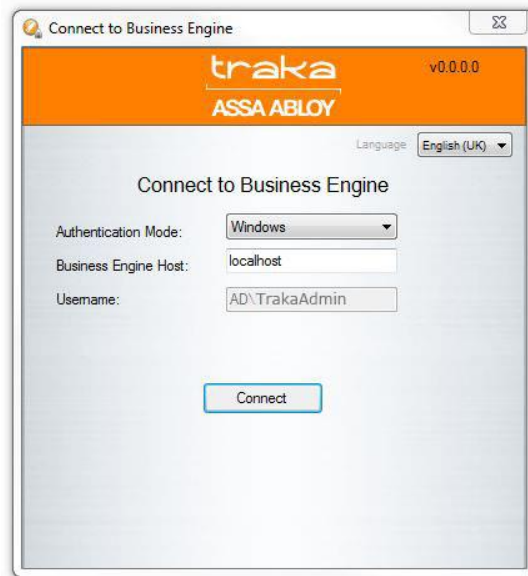 Connect to Business Engine
traka
v0.0.0.0
ASSA ABLOY
Language English (UK)
Connect to Business Engine
Authentication Mode: Windows
Business Engine Host: localhost
Username: AD\TrakaAdmin
Connect